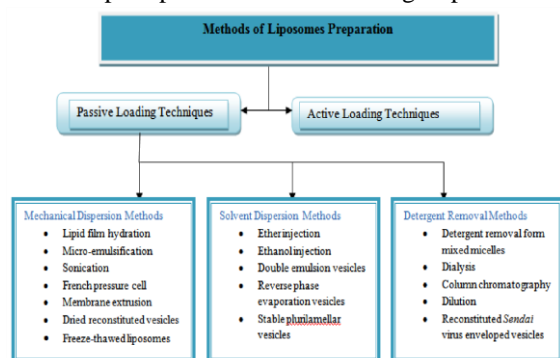 Methods of Liposomes Preparation
Passive Loading Techniques
Active Loading Techniques
Mechanical Dispersion Methods
• Lipid film hydration
• Micro-emulsification
• Sonication
• French pressure cell
• Membrane extrusion
• Dried reconstituted vesicles
• Freeze-thawed liposomes
Solvent Dispersion Methods
• Ether injection
• Ethanol injection
• Double emulsion vesicles
• Reverse phase
evaporation vesicles
• Stable plurilamellar
vesicles
Detergent Removal Methods
• Detergent removal form
mixed micelles
• Dialysis
• Column chromatography
• Dilution
• Reconstituted Sendai
virus enveloped vesicles